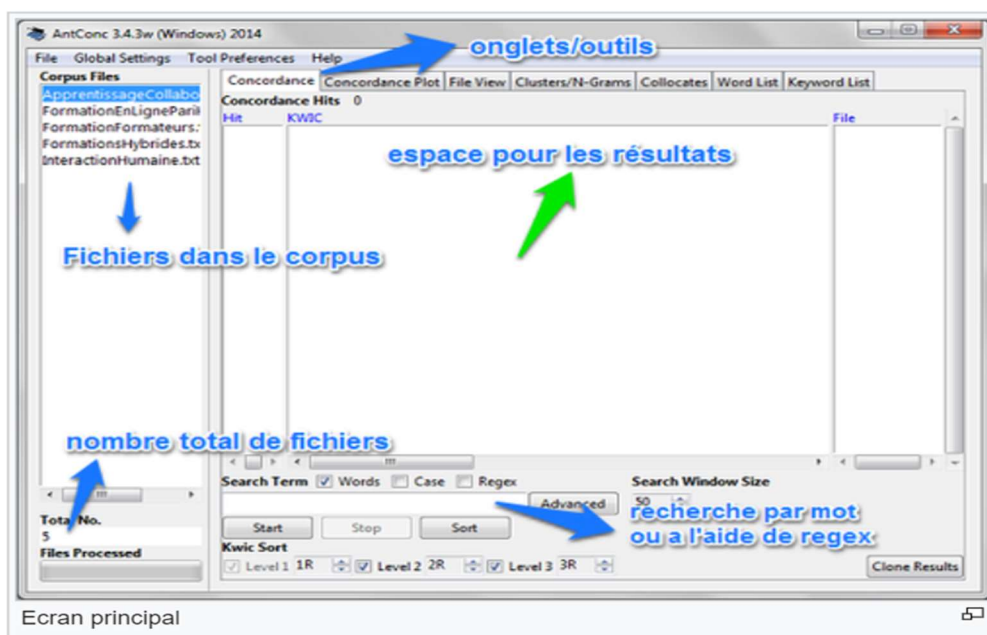 AntConc 3.4.3w (Windows) 2014
File Global Settings Tool Preferences Help
onglets/outils
Corpus Files
ApprentissageCollabo
FormationEnLignePari
FormationFormateurs.
FormationsHybrides.tx
InteractionHumaine.txt
Fichiers dans le corpus
nombre total de fichiers
Total No.
5
Files Processed
Concordance Concordance Plot File View Clusters/N-Grams Collocates Word List Keyword List
Concordance Hits 0
Hit KWIC File
espace pour les résultats
Search Term Words Case Regex Search Window Size
Advanced 50
recherche par mot
ou a l'aide de regex
Start Stop Sort
Kwic Sort
Level 1 1R Level 2 2R Level 3 3R Clone Results
Ecran principal